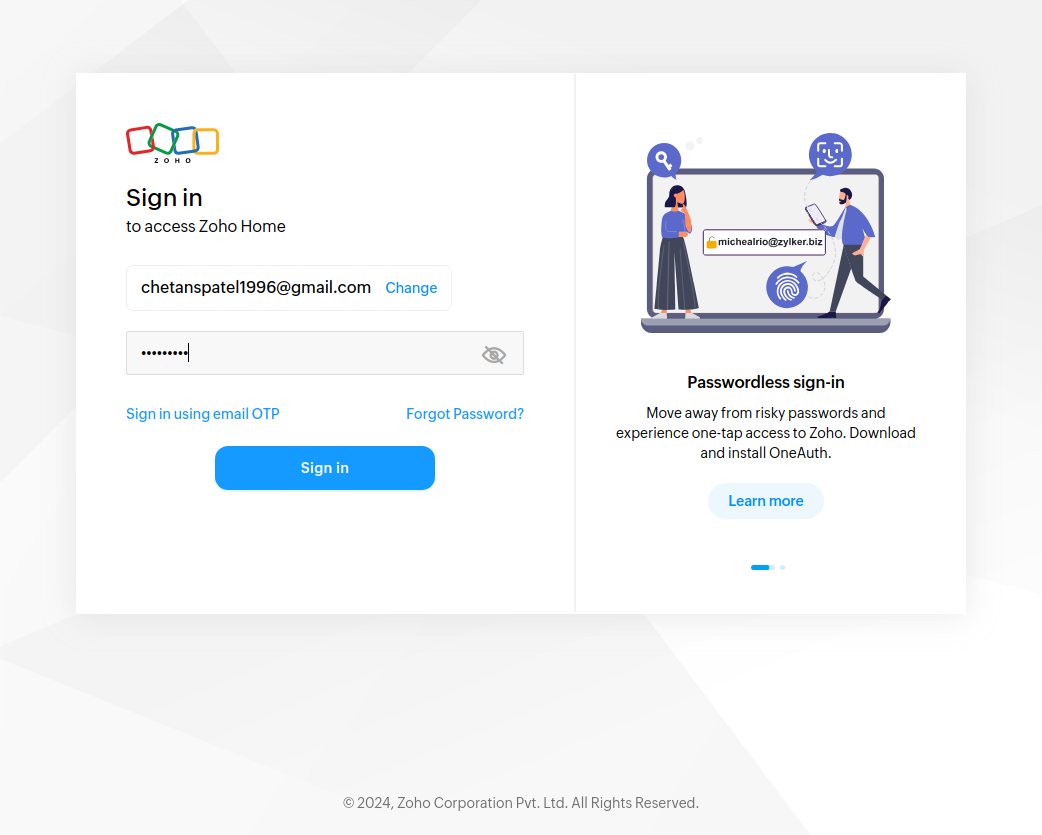 ZOHO
Sign in
to access Zoho Home
chetanspatel1996@gmail.com Change
•••••••••
Sign in using email OTP Forgot Password?
Sign in
michealrio@zylker.biz
Passwordless sign-in
Move away from risky passwords and
experience one-tap access to Zoho. Download
and install OneAuth.
Learn more
© 2024, Zoho Corporation Pvt. Ltd. All Rights Reserved.